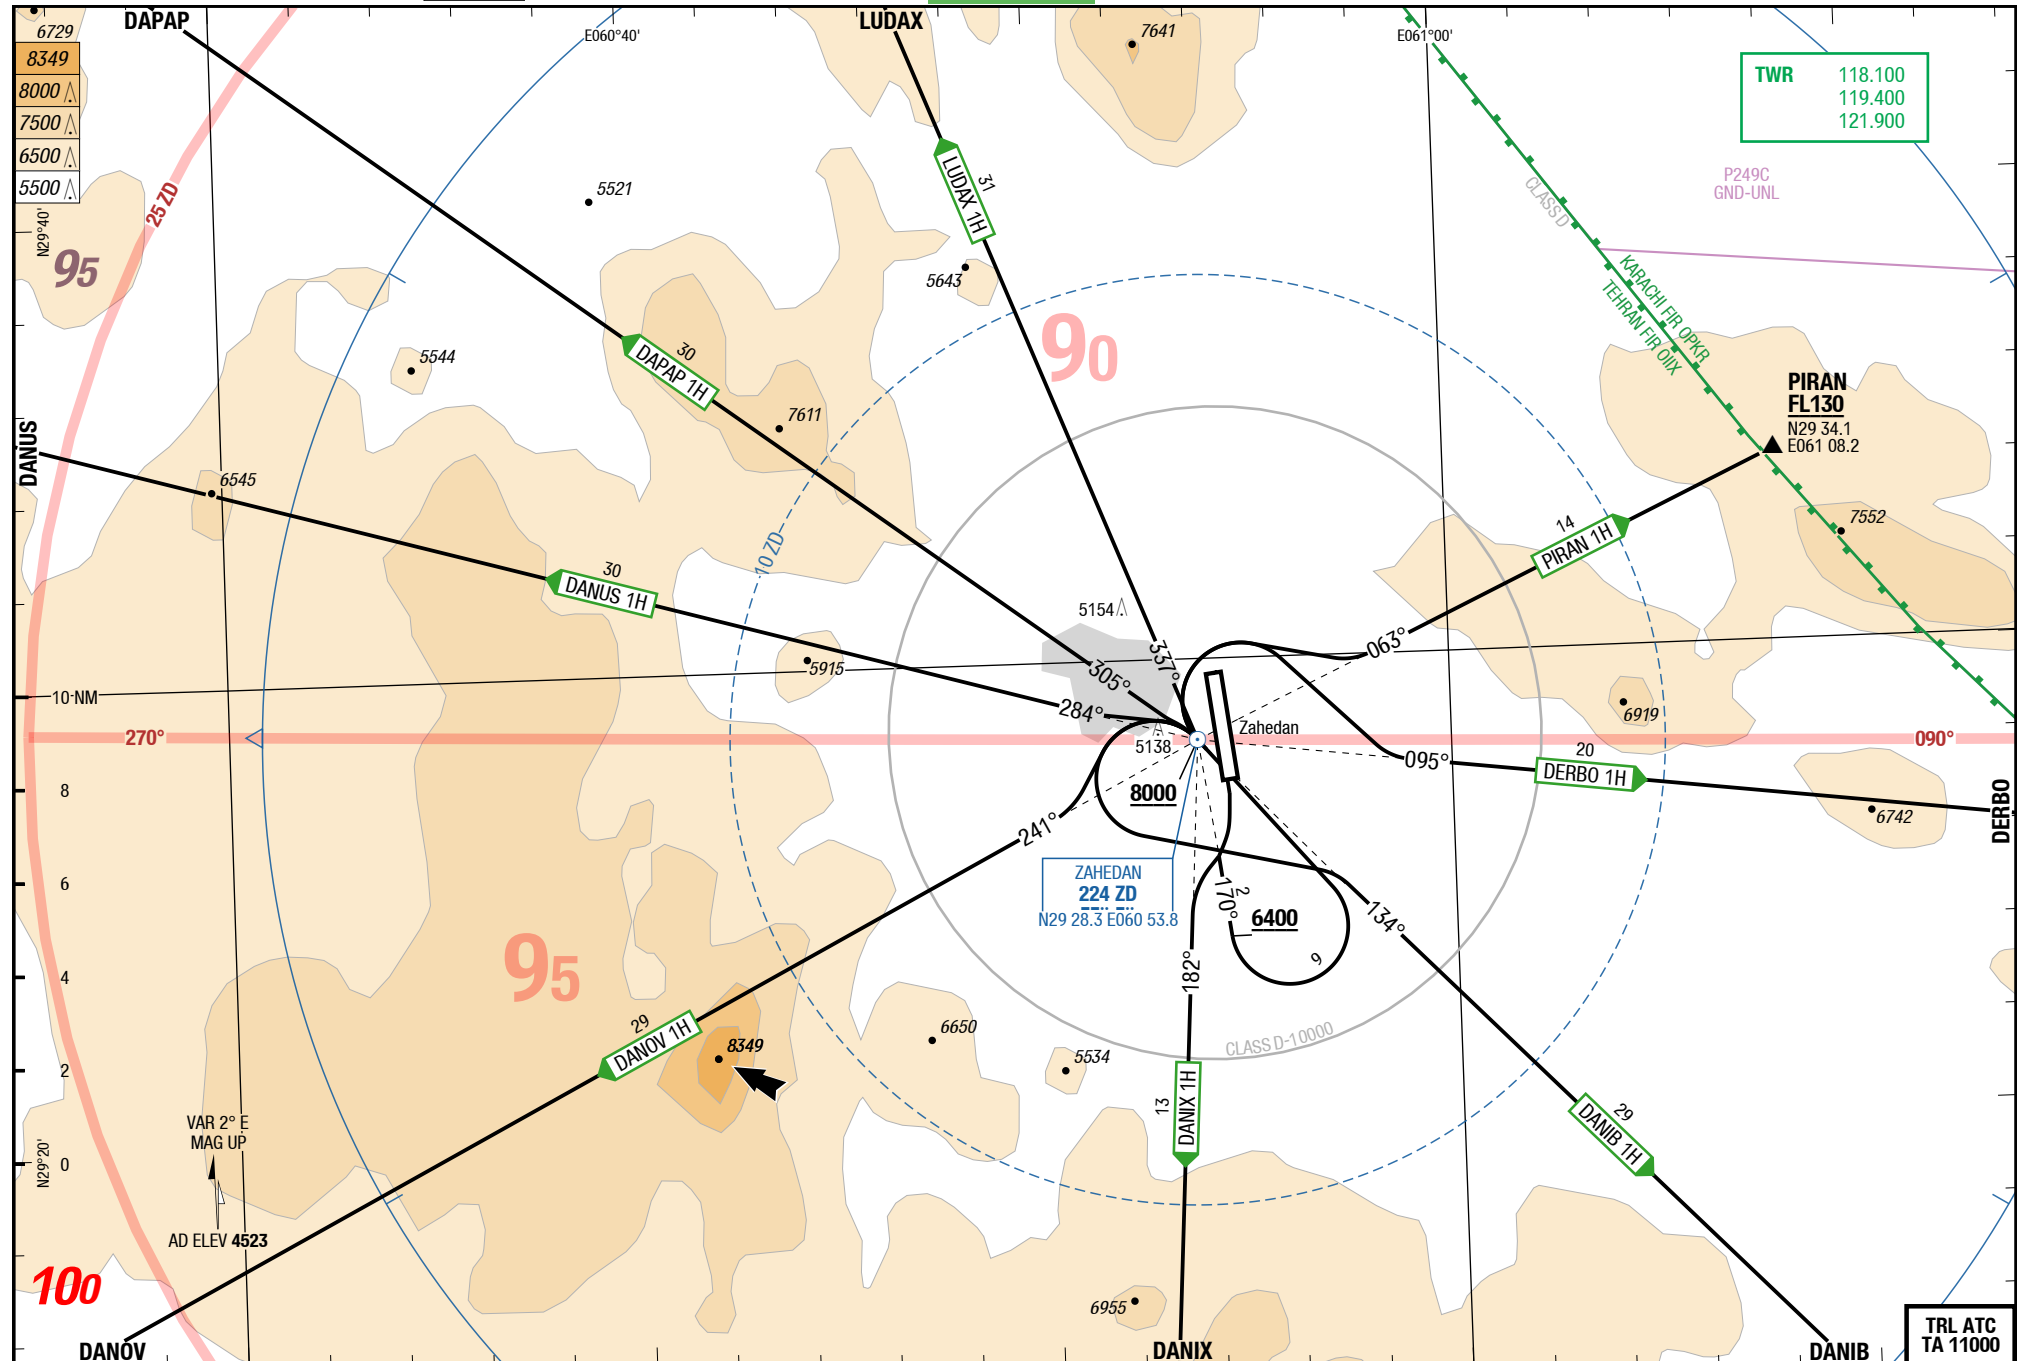 DAPAP
LUDAX
6729
8349
8000
7500
6500
5500
E060°40'
E061°00'
7641
TWR 118.100
119.400
121.900
P249C
GND-UNL
CLASS D
25 ZD
N29°40'
95
5521
31
LUDAX 1H
5643
90
KARACHI FIR OPKR
TEHRAN FIR OIIX
5544
30
DAPAP 1H
7611
PIRAN
FL130
N29 34.1
E061 08.2
DANUS
6545
10 ZD
14
PIRAN 1H
7552
30
DANUS 1H
5154
337°
063°
305°
5915
284°
10 NM
6919
270°
5138
Zahedan
090°
095°
20
DERBO 1H
DERBO
8
8000
241°
6742
ZAHEDAN
224 ZD
N29 28.3 E060 53.8
6
170°
2
6400
134°
95
4
182°
9
29
DANOV 1H
8349
6650
5534
CLASS D-10000
2
13
DANIX 1H
29
DANIB 1H
VAR 2° E
MAG UP
N29°20'
0
AD ELEV 4523
100
6955
DANOV
DANIX
DANIB
TRL ATC
TA 11000